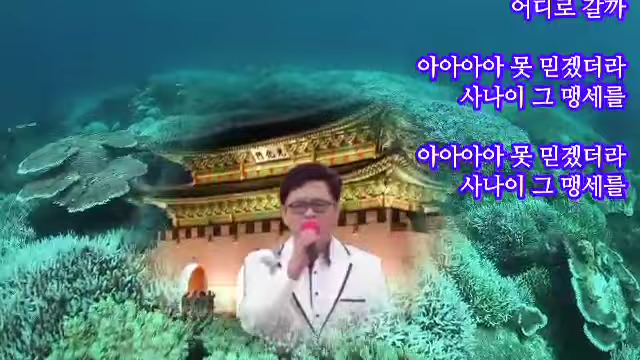 어디로 갈까
아아아아 못 믿겠더라
사나이 그 맹세를
아아아아 못 믿겠더라
사나이 그 맹세를